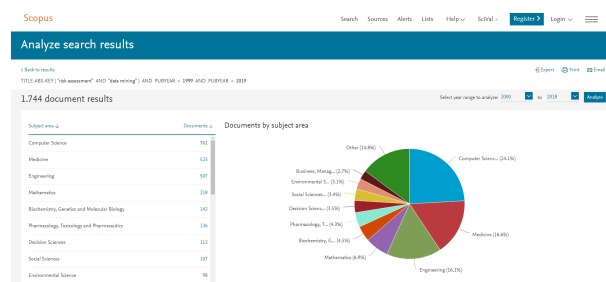 Scopus
Search Sources Alerts Lists Help SciVal Register > Login
Analyze search results
< Back to results
Export Print Email
TITLE-ABS-KEY ( "risk assessment" AND "data mining" ) AND PUBYEAR > 1999 AND PUBYEAR < 2019
1.744 document results
Select year range to analyze: 2000 to 2018 Analyze
Subject area Documents
Computer Science 761
Medicine 523
Engineering 507
Mathematics 218
Biochemistry, Genetics and Molecular Biology 142
Pharmacology, Toxicology and Pharmaceutics 136
Decision Sciences 112
Social Sciences 107
Environmental Science 98
Documents by subject area
Other (14.8%)
Business, Manag... (2.7%)
Environmental S... (3.1%)
Social Sciences... (3.4%)
Decision Scienc... (3.5%)
Pharmacology, T... (4.3%)
Biochemistry, G... (4.5%)
Mathematics (6.9%)
Engineering (16.1%)
Medicine (16.6%)
Computer Scienc... (24.1%)